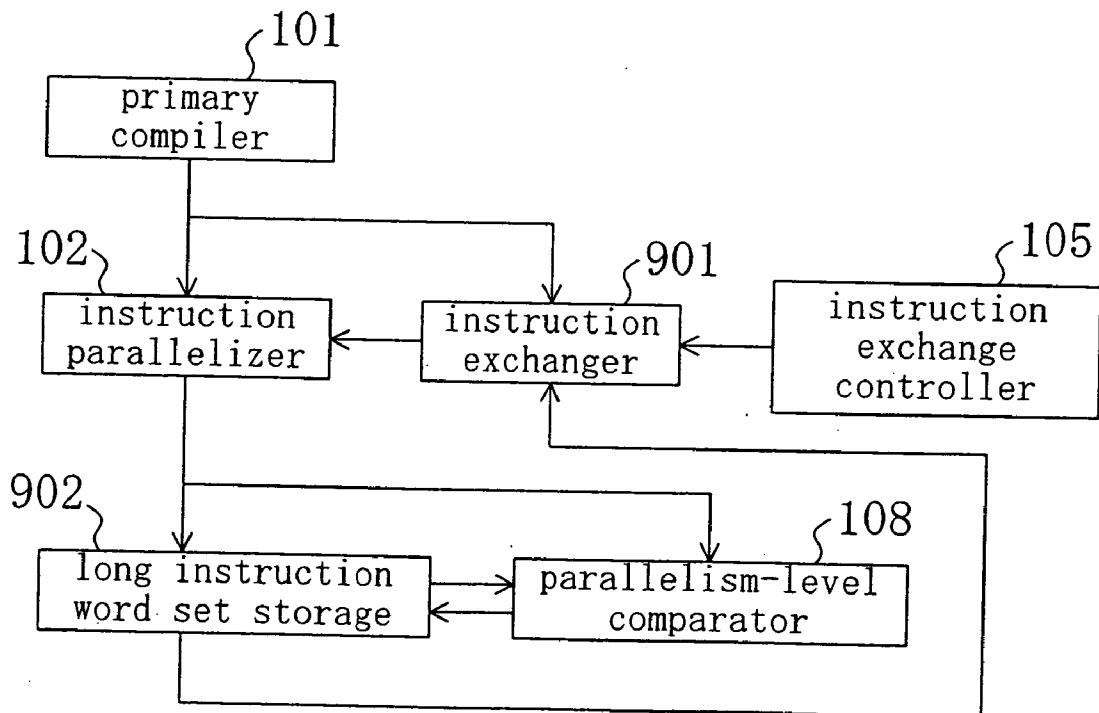 101
primary
compiler
102
instruction
parallelizer
901
instruction
exchanger
105
instruction
exchange
controller
902
long instruction
word set storage
108
parallelism-level
comparator